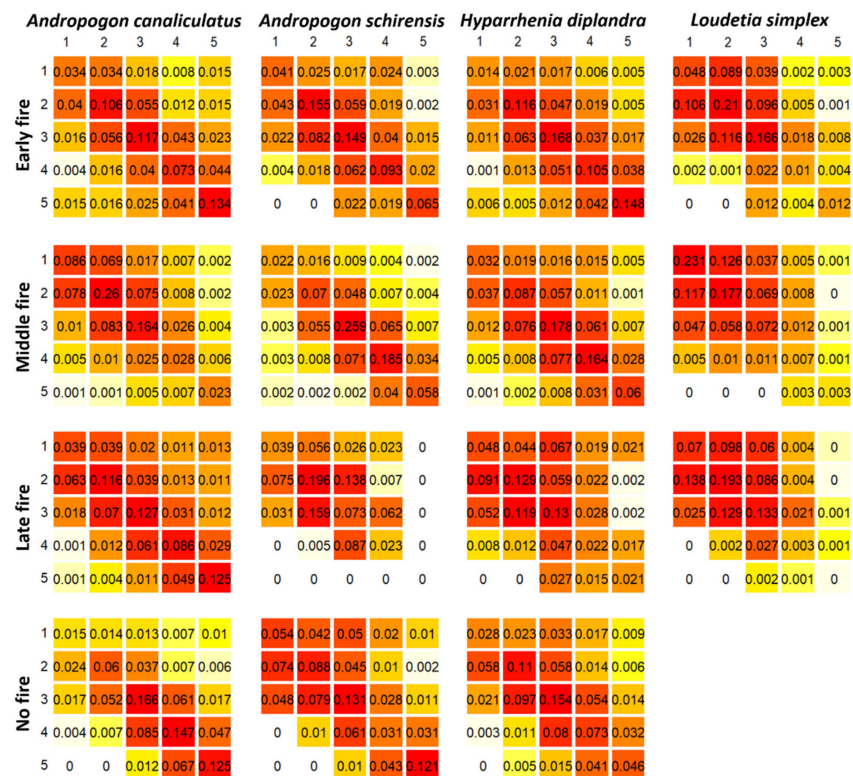 Andropogon canaliculatus Andropogon schirensis Hyparrhenia diplandra Loudetia simplex
1 2 3 4 5 1 2 3 4 5 1 2 3 4 5 1 2 3 4 5
Early fire
1 0.034 0.034 0.018 0.008 0.015 0.041 0.025 0.017 0.024 0.003 0.014 0.021 0.017 0.006 0.005 0.048 0.089 0.039 0.002 0.003
2 0.04 0.106 0.055 0.012 0.015 0.043 0.155 0.059 0.019 0.002 0.031 0.116 0.047 0.019 0.005 0.106 0.21 0.096 0.005 0.001
3 0.016 0.056 0.117 0.043 0.023 0.022 0.082 0.149 0.04 0.015 0.011 0.063 0.168 0.037 0.017 0.026 0.116 0.166 0.018 0.008
4 0.004 0.016 0.04 0.073 0.044 0.004 0.018 0.062 0.093 0.02 0.001 0.013 0.051 0.105 0.038 0.002 0.001 0.022 0.01 0.004
5 0.015 0.016 0.025 0.041 0.134 0 0 0.022 0.019 0.065 0.006 0.005 0.012 0.042 0.148 0 0 0.012 0.004 0.012
Middle fire
1 0.086 0.069 0.017 0.007 0.002 0.022 0.016 0.009 0.004 0.002 0.032 0.019 0.016 0.015 0.005 0.231 0.126 0.037 0.005 0.001
2 0.078 0.26 0.075 0.008 0.002 0.023 0.07 0.048 0.007 0.004 0.037 0.087 0.057 0.011 0.001 0.117 0.177 0.069 0.008 0
3 0.01 0.083 0.164 0.026 0.004 0.003 0.055 0.259 0.065 0.007 0.012 0.076 0.178 0.061 0.007 0.047 0.058 0.072 0.012 0.001
4 0.005 0.01 0.025 0.028 0.006 0.003 0.008 0.071 0.185 0.034 0.005 0.008 0.077 0.164 0.028 0.005 0.01 0.011 0.007 0.001
5 0.001 0.001 0.005 0.007 0.023 0.002 0.002 0.002 0.04 0.058 0.001 0.002 0.008 0.031 0.06 0 0 0 0.003 0.003
Late fire
1 0.039 0.039 0.02 0.011 0.013 0.039 0.056 0.026 0.023 0 0.048 0.044 0.067 0.019 0.021 0.07 0.098 0.06 0.004 0
2 0.063 0.116 0.039 0.013 0.011 0.075 0.196 0.138 0.007 0 0.091 0.129 0.059 0.022 0.002 0.138 0.193 0.086 0.004 0
3 0.018 0.07 0.127 0.031 0.012 0.031 0.159 0.073 0.062 0 0.052 0.119 0.13 0.028 0.002 0.025 0.129 0.133 0.021 0.001
4 0.001 0.012 0.061 0.086 0.029 0 0.005 0.087 0.023 0 0.008 0.012 0.047 0.022 0.017 0 0.002 0.027 0.003 0.001
5 0.001 0.004 0.011 0.049 0.125 0 0 0 0 0 0 0 0.027 0.015 0.021 0 0 0.002 0.001 0
No fire
1 0.015 0.014 0.013 0.007 0.01 0.054 0.042 0.05 0.02 0.01 0.028 0.023 0.033 0.017 0.009
2 0.024 0.06 0.037 0.007 0.006 0.074 0.088 0.045 0.01 0.002 0.058 0.11 0.058 0.014 0.006
3 0.017 0.052 0.166 0.061 0.017 0.048 0.079 0.131 0.028 0.011 0.021 0.097 0.154 0.054 0.014
4 0.004 0.007 0.085 0.147 0.047 0 0.01 0.061 0.031 0.031 0.003 0.011 0.08 0.073 0.032
5 0 0 0.012 0.067 0.125 0 0 0.01 0.043 0.121 0 0.005 0.015 0.041 0.046